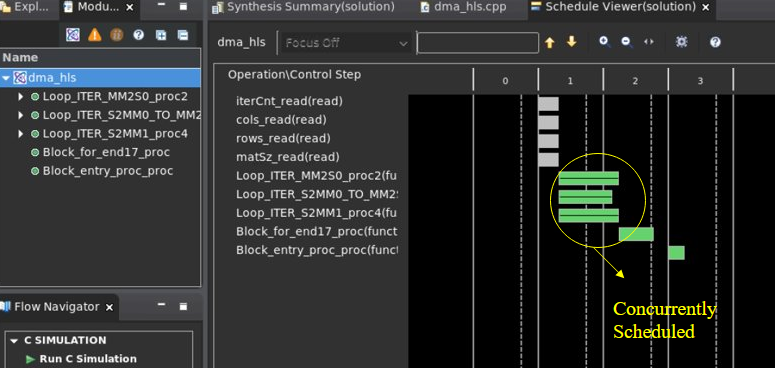 Expl...
Modu...
Synthesis Summary(solution)
dma_hls.cpp
Schedule Viewer(solution)
dma_hls
Focus Off
Name
dma_hls
Loop_ITER_MM2S0_proc2
Loop_ITER_S2MM0_TO_MM2
Loop_ITER_S2MM1_proc4
Block_for_end17_proc
Block_entry_proc_proc
Operation\Control Step
0
1
2
3
iterCnt_read(read)
cols_read(read)
rows_read(read)
matSz_read(read)
Loop_ITER_MM2S0_proc2(fu
Loop_ITER_S2MM0_TO_MM2
Loop_ITER_S2MM1_proc4(fu
Block_for_end17_proc(funct
Block_entry_proc_proc(funct
Concurrently
Scheduled
Flow Navigator
C SIMULATION
Run C Simulation